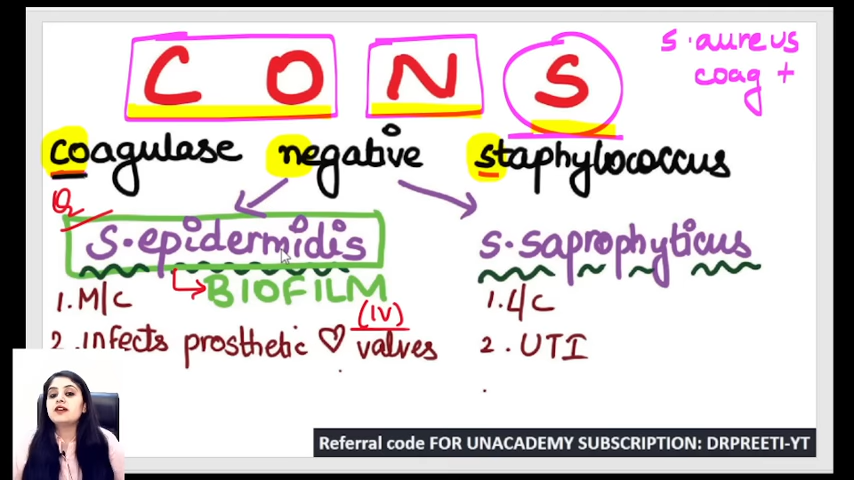 C O N S
s.aureus
coag +
coagulase negative staphylococcus
Q
s.epidermidis
s.saprophyticus
BIOFILM
1. M/C
1. L/C
(IV)
2. infects prosthetic ♡ valves
2. UTI
Referral code FOR UNACADEMY SUBSCRIPTION: DRPREETI-YT